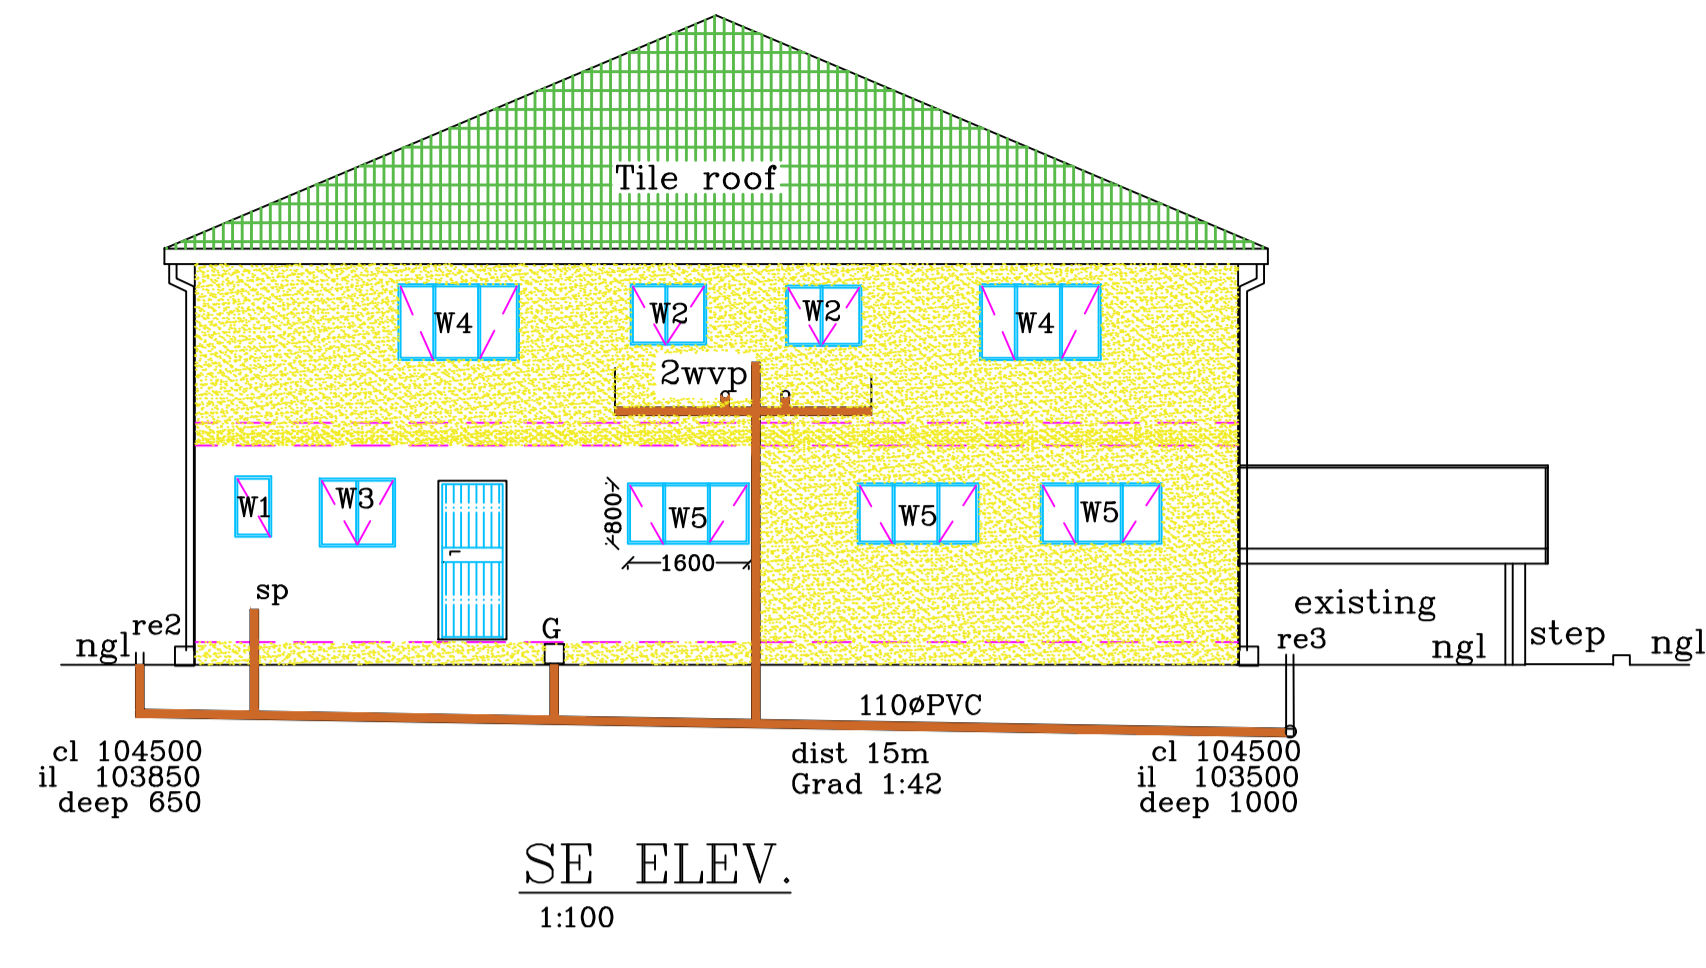 Tile roof
W4
W2
W2
W4
2wvp
W1
W3
800
W5
W5
W5
1600
sp
existing
re2
G
re3
step
ngl
ngl
ngl
110øPVC
cl 104500
il 103850
deep 650
dist 15m
Grad 1:42
cl 104500
il 103500
deep 1000
SE ELEV.
1:100